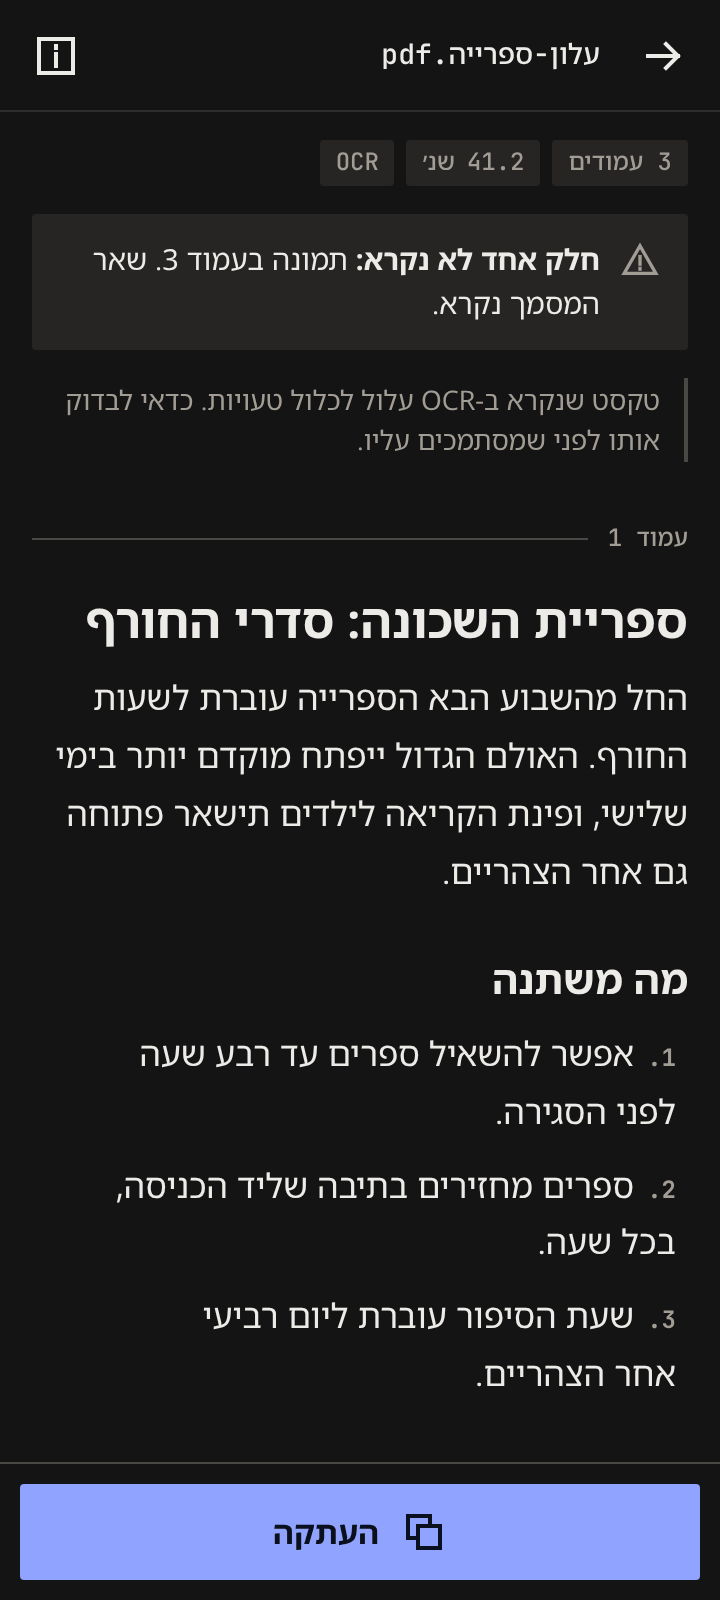 עלון-ספרייה.pdf
3 עמודים
41.2 שנ׳
OCR
חלק אחד לא נקרא: תמונה בעמוד 3. שאר
המסמך נקרא.
טקסט שנקרא ב-OCR עלול לכלול טעויות. כדאי לבדוק
אותו לפני שמסתמכים עליו.
עמוד 1
ספריית השכונה: סדרי החורף
החל מהשבוע הבא הספרייה עוברת לשעות
החורף. האולם הגדול ייפתח מוקדם יותר בימי
שלישי, ופינת הקריאה לילדים תישאר פתוחה
גם אחר הצהריים.
מה משתנה
1. אפשר להשאיל ספרים עד רבע שעה
לפני הסגירה.
2. ספרים מחזירים בתיבה שליד הכניסה,
בכל שעה.
3. שעת הסיפור עוברת ליום רביעי
אחר הצהריים.
העתקה